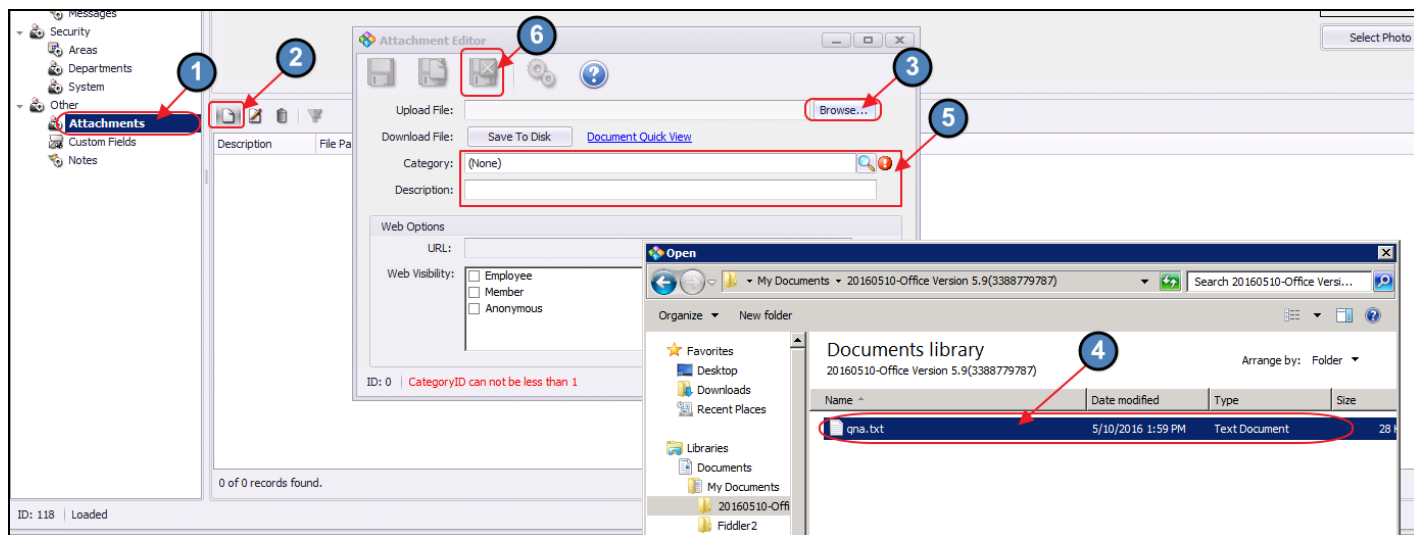 Messages
Security
Areas
Departments
System
Other
Attachments
Custom Fields
Notes
1
2
Description File Pa
0 of 0 records found.
ID: 118 Loaded
Select Photo
Attachment Editor
6
3
Upload File: Browse...
5
Download File: Save To Disk Document Quick View
Category: (None)
Description:
Web Options
URL:
Web Visibility: Employee
Member
Anonymous
ID: 0 CategoryID can not be less than 1
Open
My Documents 20160510-Office Version 5.9(3388779787) Search 20160510-Office Versi...
Organize New folder
Favorites
Desktop
Downloads
Recent Places
Libraries
Documents
My Documents
20160510-Offi
Fiddler2
Documents library
20160510-Office Version 5.9(3388779787)
4
Arrange by: Folder
Name Date modified Type Size
qna.txt 5/10/2016 1:59 PM Text Document 28 K